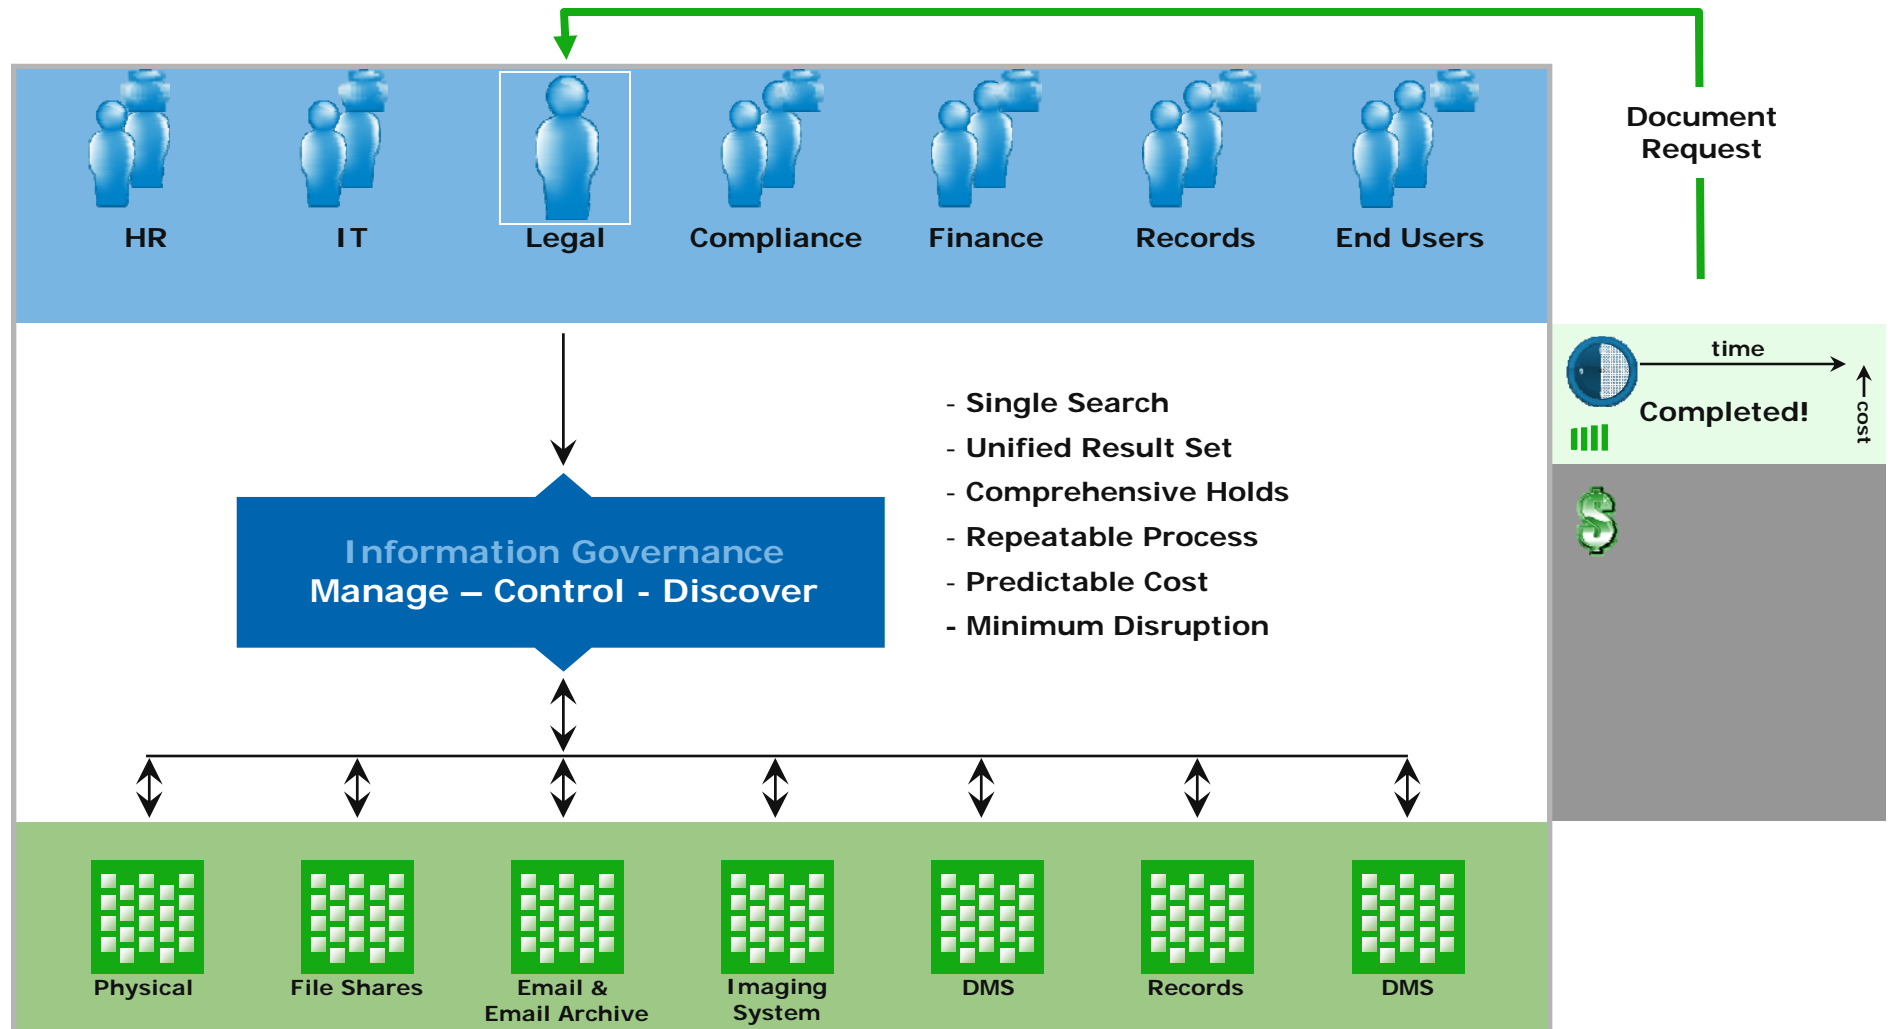 Document
Request
HR
IT
Legal
Compliance
Finance
Records
End Users
time
cost
Completed!
- Single Search
- Unified Result Set
- Comprehensive Holds
- Repeatable Process
- Predictable Cost
- Minimum Disruption
$
Information Governance
Manage – Control - Discover
Physical
File Shares
Email &
Email Archive
Imaging
System
DMS
Records
DMS